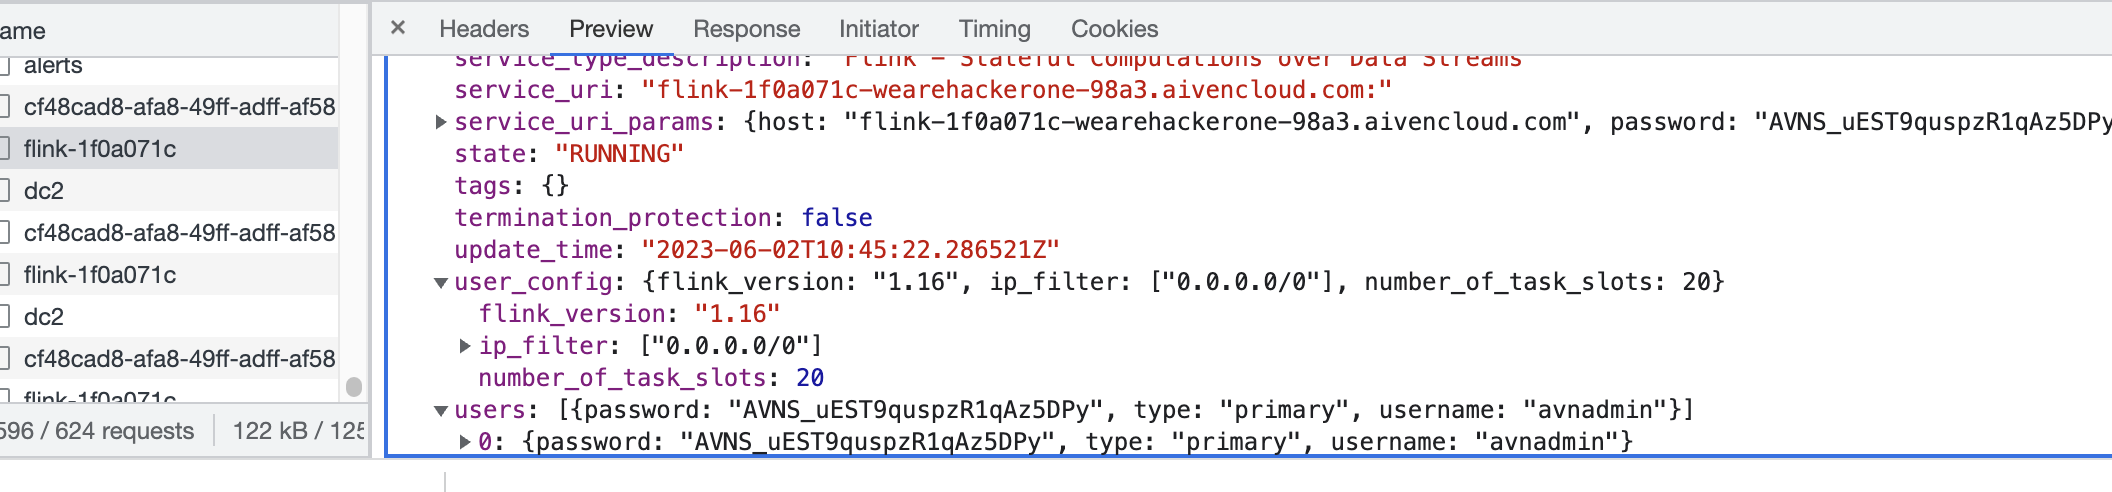 ame
alerts
cf48cad8-afa8-49ff-adff-af58
flink-1f0a071c
dc2
cf48cad8-afa8-49ff-adff-af58
flink-1f0a071c
dc2
cf48cad8-afa8-49ff-adff-af58
flink-1f0a071c
596 / 624 requests 122 kB / 125
× Headers Preview Response Initiator Timing Cookies
service_type_description: "Flink - Stateful Computations over Data Streams"
service_uri: "flink-1f0a071c-wearehackerone-98a3.aivencloud.com:"
service_uri_params: {host: "flink-1f0a071c-wearehackerone-98a3.aivencloud.com", password: "AVNS_uEST9quspzR1qAz5DPy
state: "RUNNING"
tags: {}
termination_protection: false
update_time: "2023-06-02T10:45:22.286521Z"
user_config: {flink_version: "1.16", ip_filter: ["0.0.0.0/0"], number_of_task_slots: 20}
flink_version: "1.16"
ip_filter: ["0.0.0.0/0"]
number_of_task_slots: 20
users: [{password: "AVNS_uEST9quspzR1qAz5DPy", type: "primary", username: "avnadmin"}]
0: {password: "AVNS_uEST9quspzR1qAz5DPy", type: "primary", username: "avnadmin"}